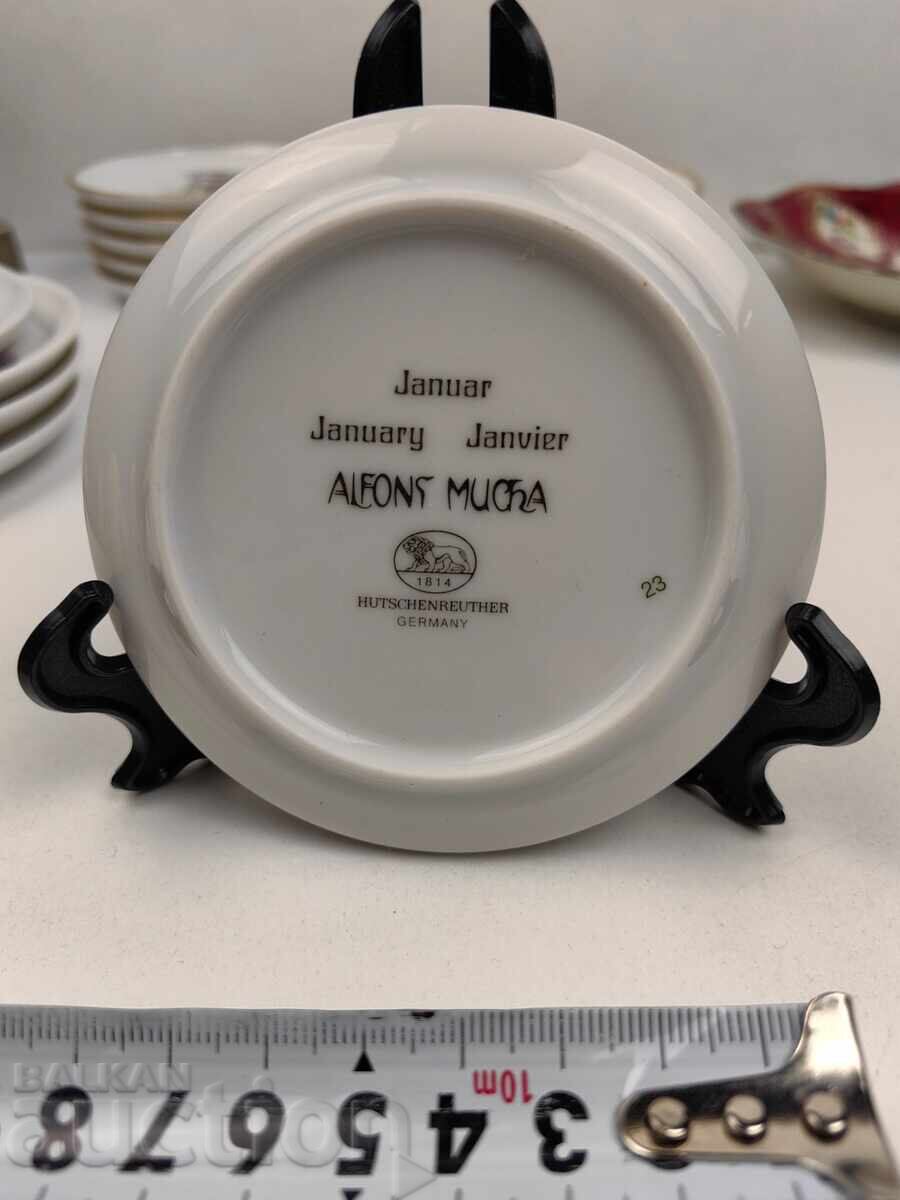 Januar
January Janvier
ALFONS MUCHA
1814
HUTSCHENREUTHER
GERMANY
23
BALKAN
auction
10m
8 7 6 5 4 3